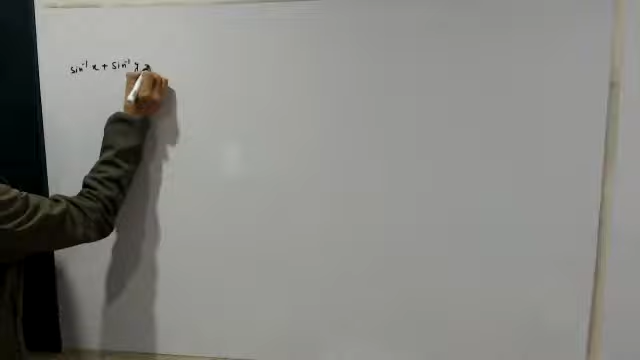 sin⁻¹ x + sin⁻¹ y =